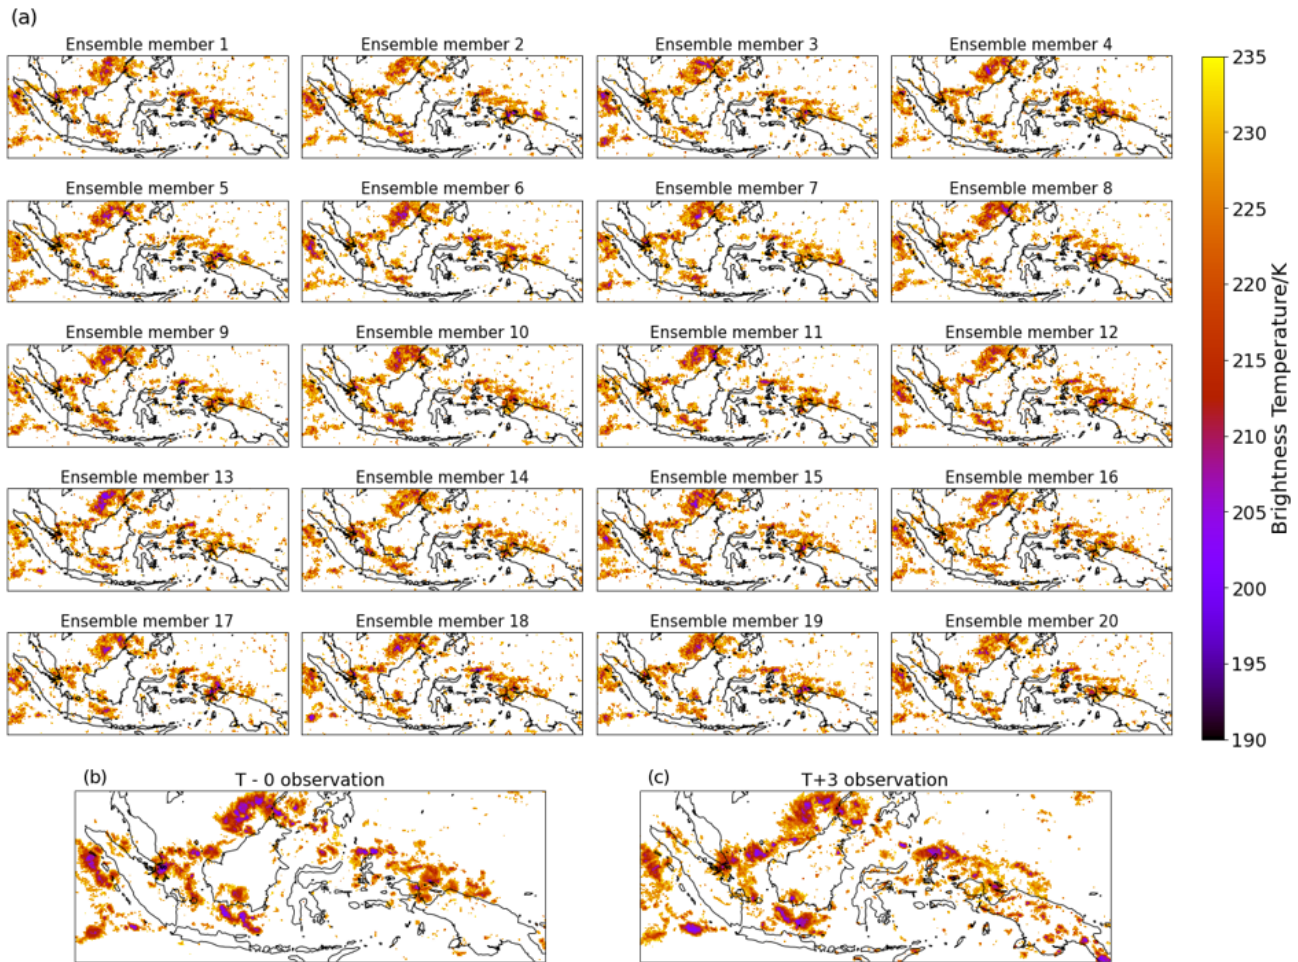 (a)
Ensemble member 1
Ensemble member 2
Ensemble member 3
Ensemble member 4
Ensemble member 5
Ensemble member 6
Ensemble member 7
Ensemble member 8
Ensemble member 9
Ensemble member 10
Ensemble member 11
Ensemble member 12
Ensemble member 13
Ensemble member 14
Ensemble member 15
Ensemble member 16
Ensemble member 17
Ensemble member 18
Ensemble member 19
Ensemble member 20
235
230
225
220
215
210
205
200
195
190
Brightness Temperature/K
(b)
T - 0 observation
(c)
T+3 observation